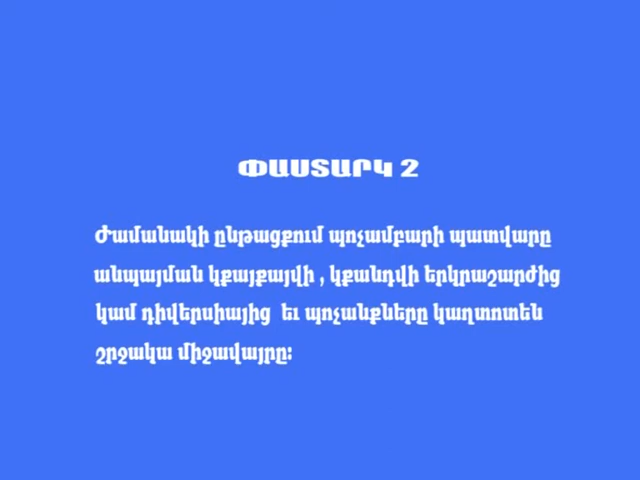 ՓԱՍՏԱՐԿ 2
Ժամանակի ընթացքում պոչամբարի պատվարը
անպայման կքայքայվի , կքանդվի երկրաշարժից
կամ դիվերսիայից եւ պոչանքները կաղտոտեն
շրջակա միջավայրը։